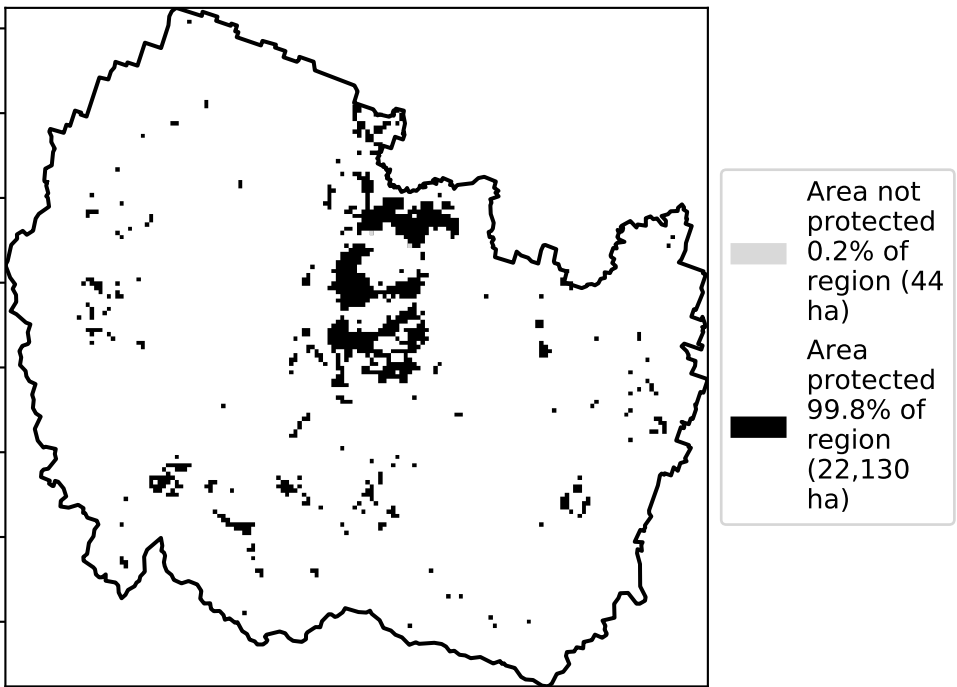 Area not
protected
0.2% of
region (44
ha)
Area
protected
99.8% of
region
(22,130
ha)